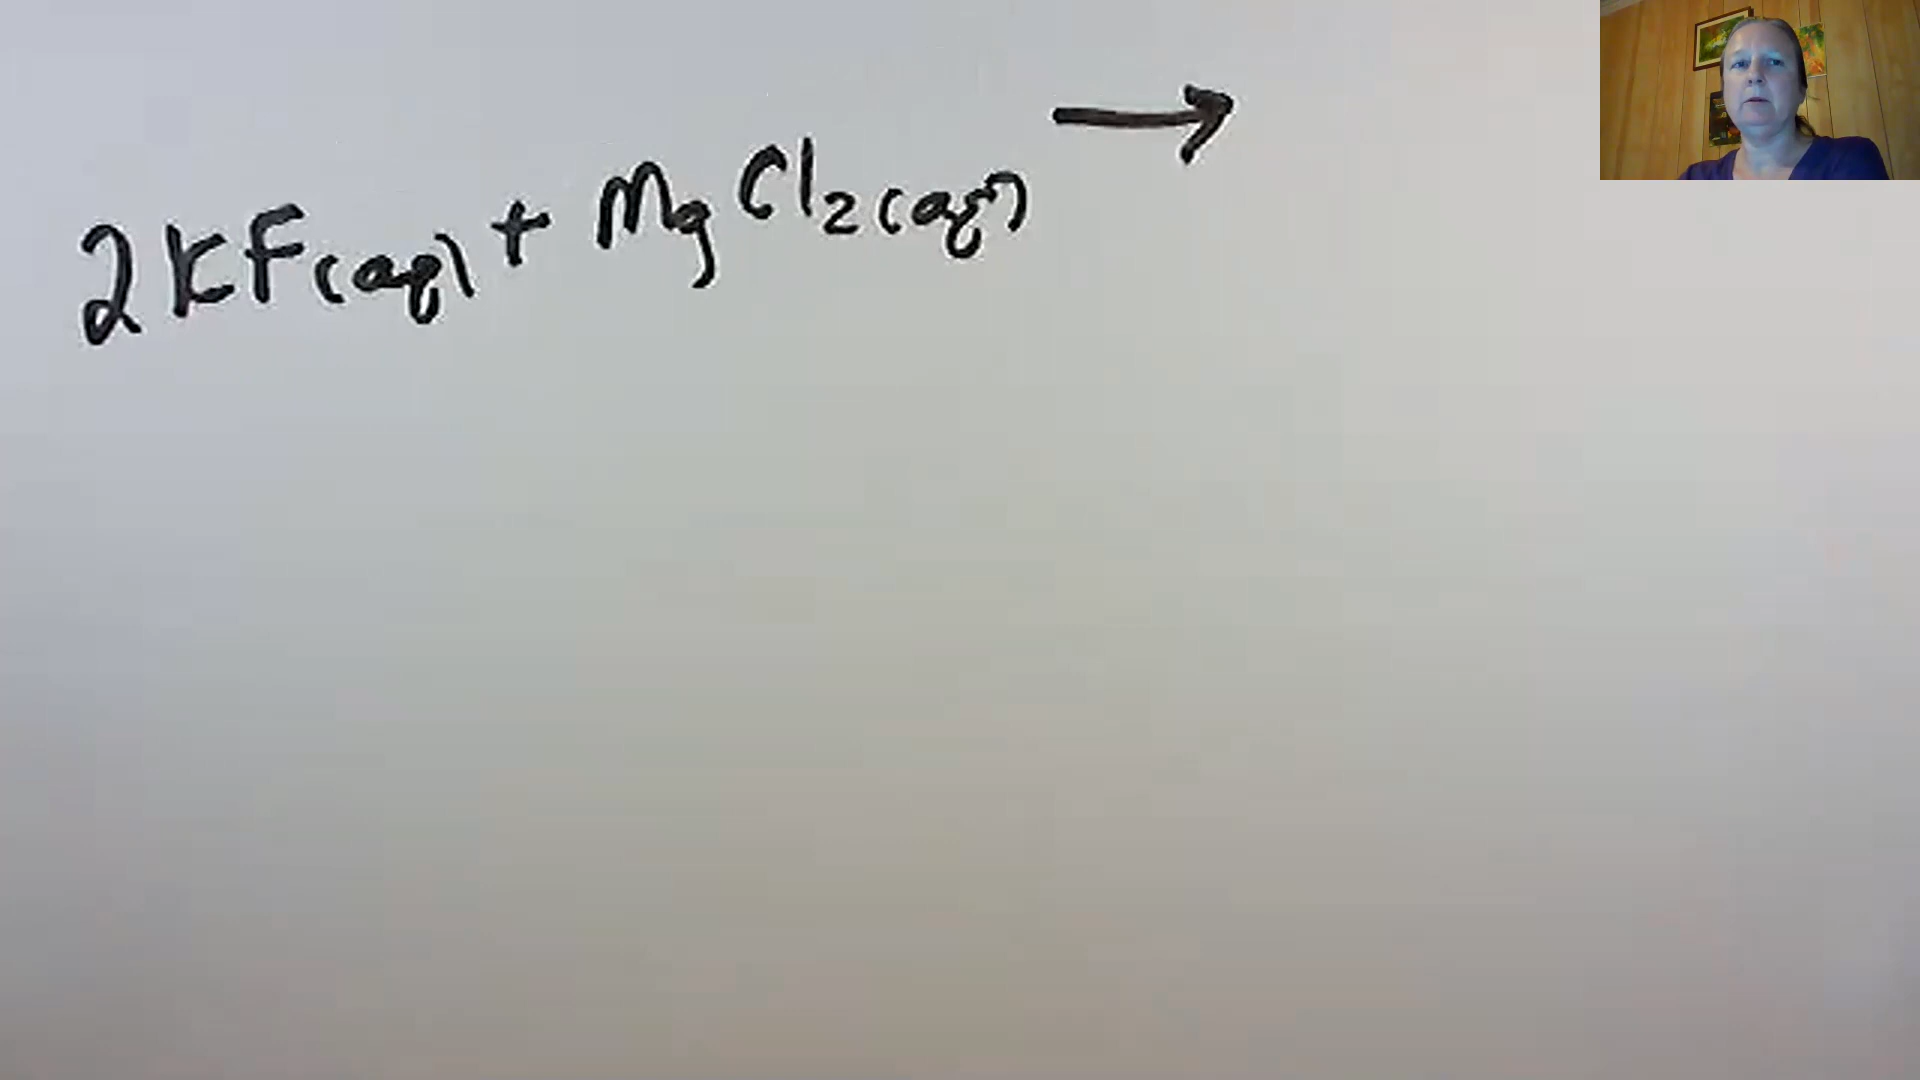 2KF(aq) + MgCl2(aq) →